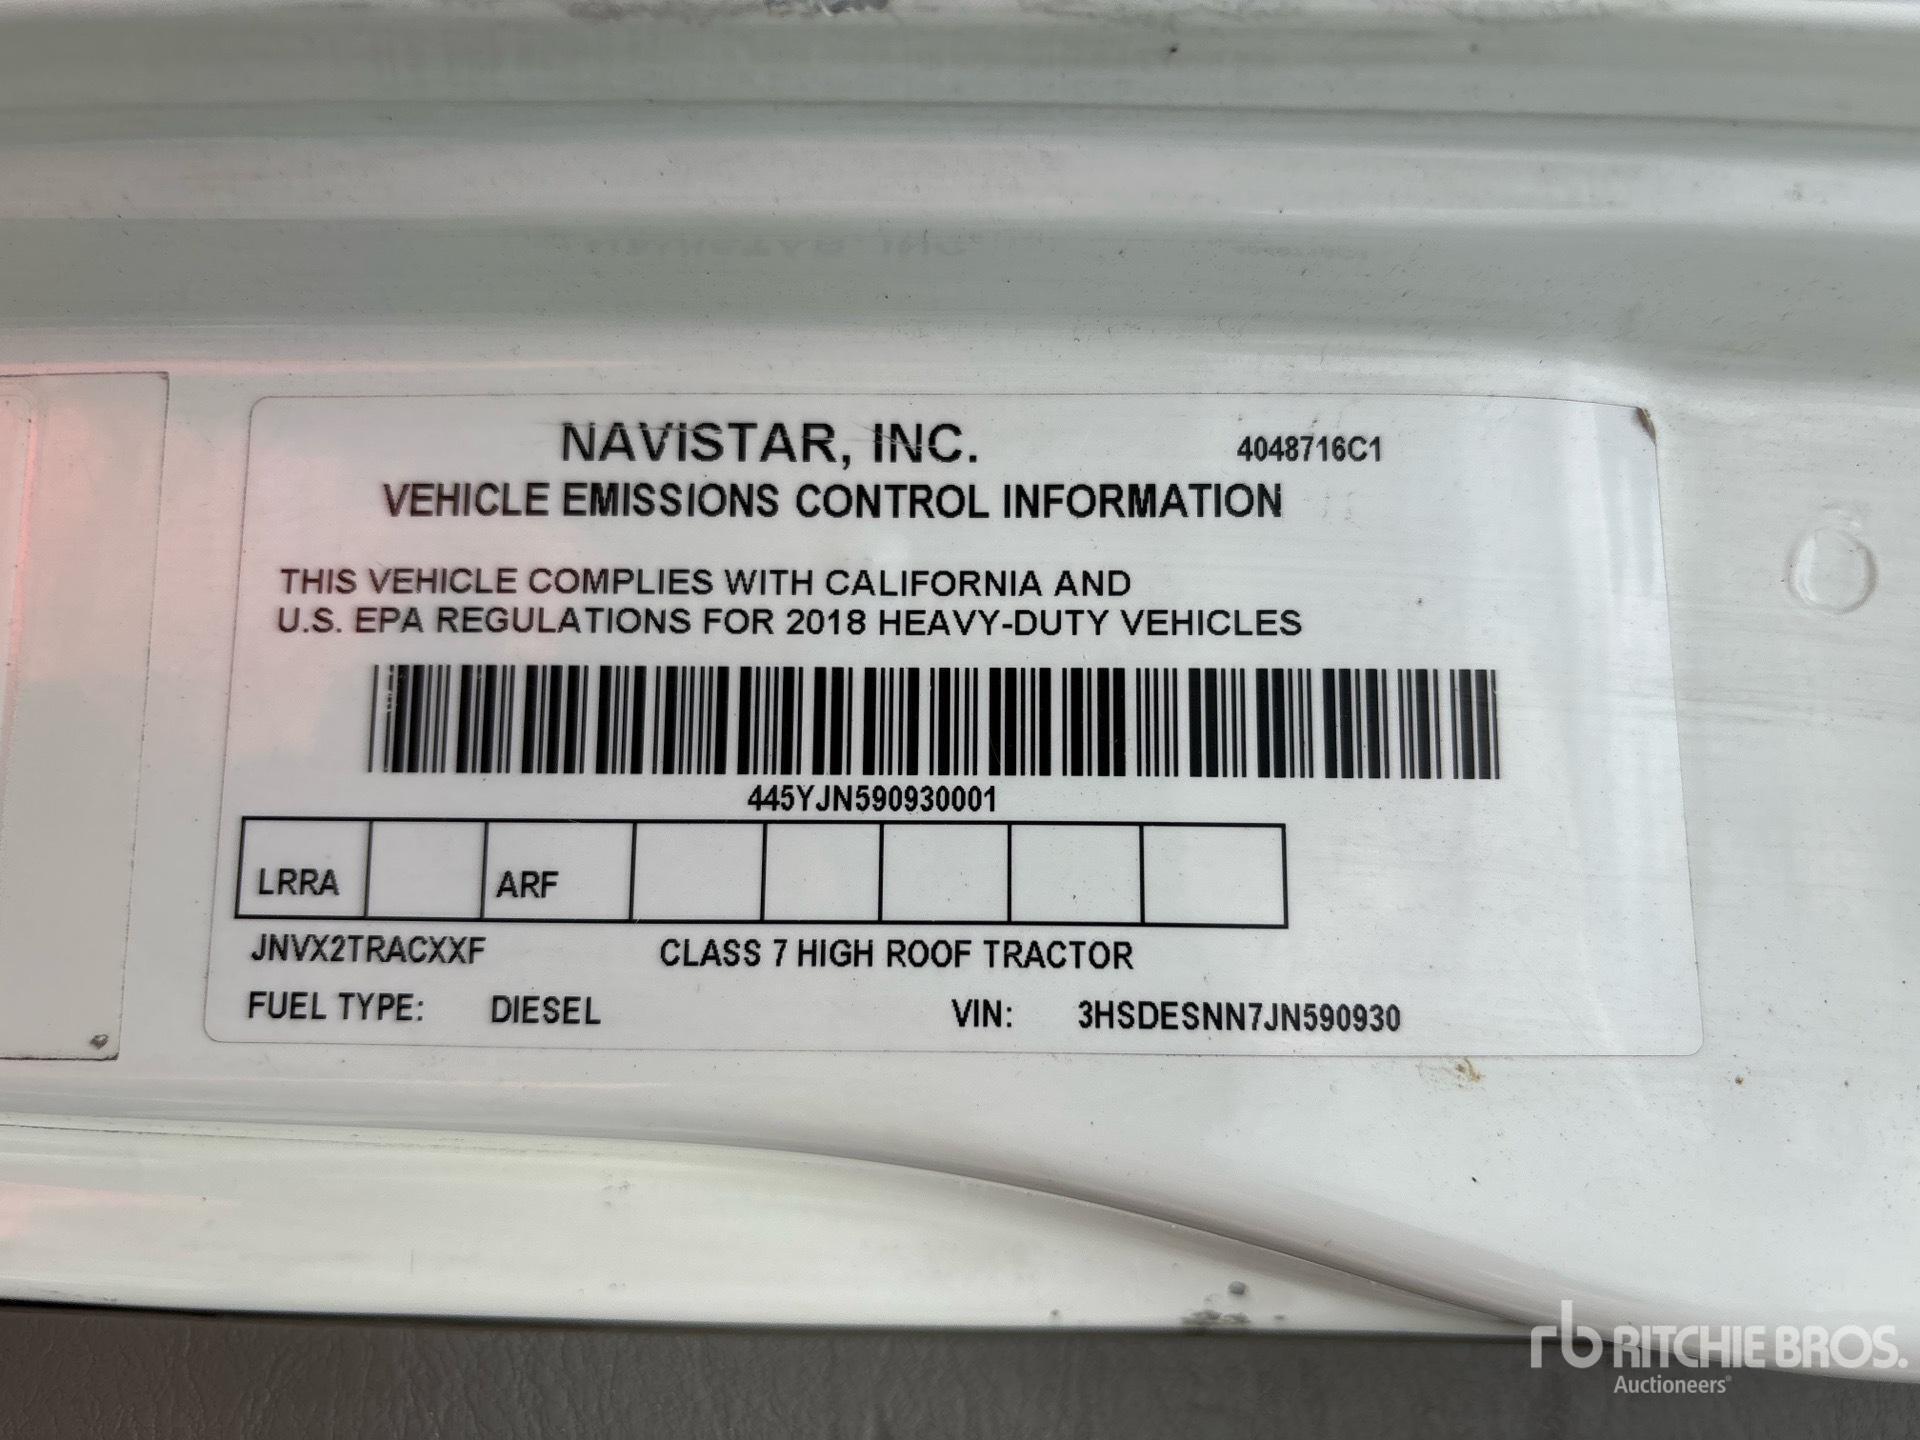 NAVISTAR, INC. 4048716C1
VEHICLE EMISSIONS CONTROL INFORMATION
THIS VEHICLE COMPLIES WITH CALIFORNIA AND
U.S. EPA REGULATIONS FOR 2018 HEAVY-DUTY VEHICLES
445YJN590930001
LRRA ARF
JNVX2TRACXXF CLASS 7 HIGH ROOF TRACTOR
FUEL TYPE: DIESEL VIN: 3HSDESNN7JN590930
rb RITCHIE BROS.
Auctioneers®